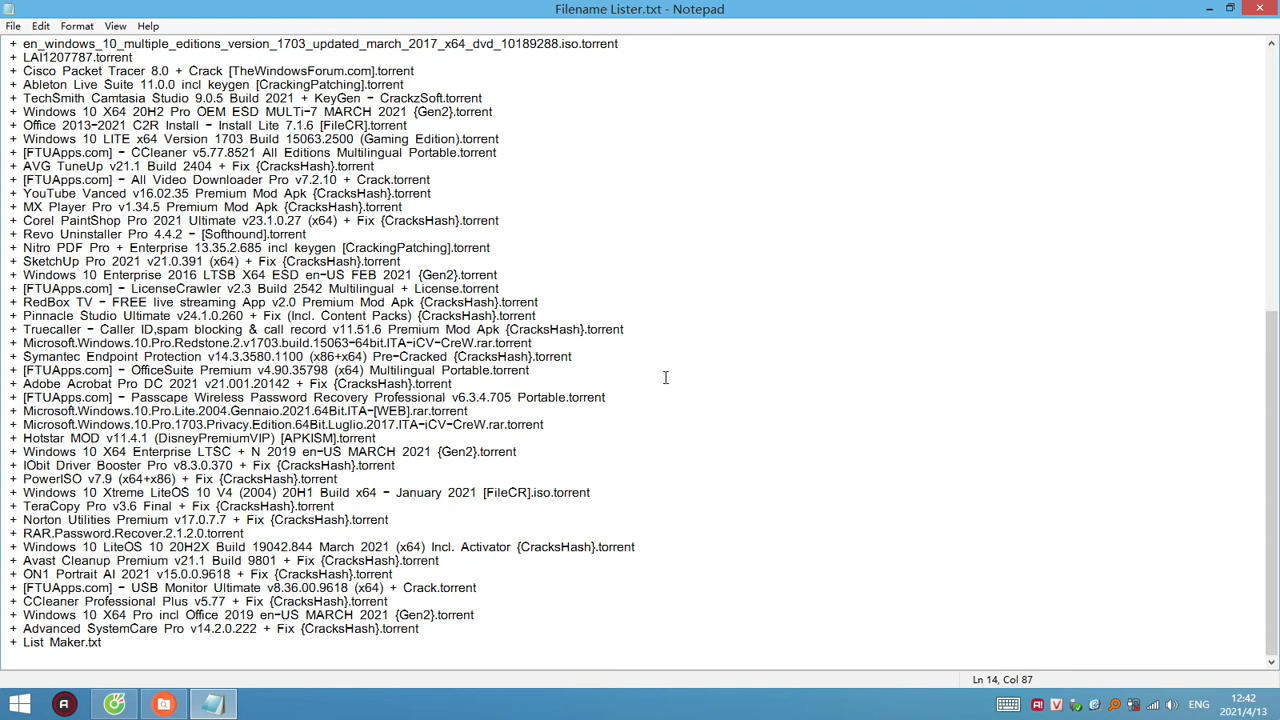 Filename Lister.txt - Notepad
File Edit Format View Help
+ en_windows_10_multiple_editions_version_1703_updated_march_2017_x64_dvd_10189288.iso.torrent
+ LAI1207787.torrent
+ Cisco Packet Tracer 8.0 + Crack [TheWindowsForum.com].torrent
+ Ableton Live Suite 11.0.0 incl keygen [CrackingPatching].torrent
+ TechSmith Camtasia Studio 9.0.5 Build 2021 + KeyGen - CrackzSoft.torrent
+ Windows 10 X64 20H2 Pro OEM ESD MULTi-7 MARCH 2021 {Gen2}.torrent
+ Office 2013-2021 C2R Install - Install Lite 7.1.6 [FileCR].torrent
+ Windows 10 LITE x64 Version 1703 Build 15063.2500 (Gaming Edition).torrent
+ [FTUApps.com] - CCleaner v5.77.8521 All Editions Multilingual Portable.torrent
+ AVG TuneUp v21.1 Build 2404 + Fix {CracksHash}.torrent
+ [FTUApps.com] - All Video Downloader Pro v7.2.10 + Crack.torrent
+ YouTube Vanced v16.02.35 Premium Mod Apk {CracksHash}.torrent
+ MX Player Pro v1.34.5 Premium Mod Apk {CracksHash}.torrent
+ Corel PaintShop Pro 2021 Ultimate v23.1.0.27 (x64) + Fix {CracksHash}.torrent
+ Revo Uninstaller Pro 4.4.2 - [Softhound].torrent
+ Nitro PDF Pro + Enterprise 13.35.2.685 incl keygen [CrackingPatching].torrent
+ SketchUp Pro 2021 v21.0.391 (x64) + Fix {CracksHash}.torrent
+ Windows 10 Enterprise 2016 LTSB X64 ESD en-US FEB 2021 {Gen2}.torrent
+ [FTUApps.com] - LicenseCrawler v2.3 Build 2542 Multilingual + License.torrent
+ RedBox TV - FREE live streaming App v2.0 Premium Mod Apk {CracksHash}.torrent
+ Pinnacle Studio Ultimate v24.1.0.260 + Fix (Incl. Content Packs) {CracksHash}.torrent
+ Truecaller - Caller ID,spam blocking & call record v11.51.6 Premium Mod Apk {CracksHash}.torrent
+ Microsoft.Windows.10.Pro.Redstone.2.v1703.build.15063-64bit.ITA-iCV-CreW.rar.torrent
+ Symantec Endpoint Protection v14.3.3580.1100 (x86+x64) Pre-Cracked {CracksHash}.torrent
+ [FTUApps.com] - OfficeSuite Premium v4.90.35798 (x64) Multilingual Portable.torrent
+ Adobe Acrobat Pro DC 2021 v21.001.20142 + Fix {CracksHash}.torrent
+ [FTUApps.com] - Passcape Wireless Password Recovery Professional v6.3.4.705 Portable.torrent
+ Microsoft.Windows.10.Pro.Lite.2004.Gennaio.2021.64Bit.ITA-[WEB].rar.torrent
+ Microsoft.Windows.10.Pro.1703.Privacy.Edition.64Bit.Luglio.2017.ITA-iCV-CreW.rar.torrent
+ Hotstar MOD v11.4.1 (DisneyPremiumVIP) [APKISM].torrent
+ Windows 10 X64 Enterprise LTSC + N 2019 en-US MARCH 2021 {Gen2}.torrent
+ IObit Driver Booster Pro v8.3.0.370 + Fix {CracksHash}.torrent
+ PowerISO v7.9 (x64+x86) + Fix {CracksHash}.torrent
+ Windows 10 Xtreme LiteOS 10 V4 (2004) 20H1 Build x64 - January 2021 [FileCR].iso.torrent
+ TeraCopy Pro v3.6 Final + Fix {CracksHash}.torrent
+ Norton Utilities Premium v17.0.7.7 + Fix {CracksHash}.torrent
+ RAR.Password.Recover.2.1.2.0.torrent
+ Windows 10 LiteOS 10 20H2X Build 19042.844 March 2021 (x64) Incl. Activator {CracksHash}.torrent
+ Avast Cleanup Premium v21.1 Build 9801 + Fix {CracksHash}.torrent
+ ON1 Portrait AI 2021 v15.0.0.9618 + Fix {CracksHash}.torrent
+ [FTUApps.com] - USB Monitor Ultimate v8.36.00.9618 (x64) + Crack.torrent
+ CCleaner Professional Plus v5.77 + Fix {CracksHash}.torrent
+ Windows 10 X64 Pro incl Office 2019 en-US MARCH 2021 {Gen2}.torrent
+ Advanced SystemCare Pro v14.2.0.222 + Fix {CracksHash}.torrent
+ List Maker.txt
Ln 14, Col 87
ENG
12:42
2021/4/13